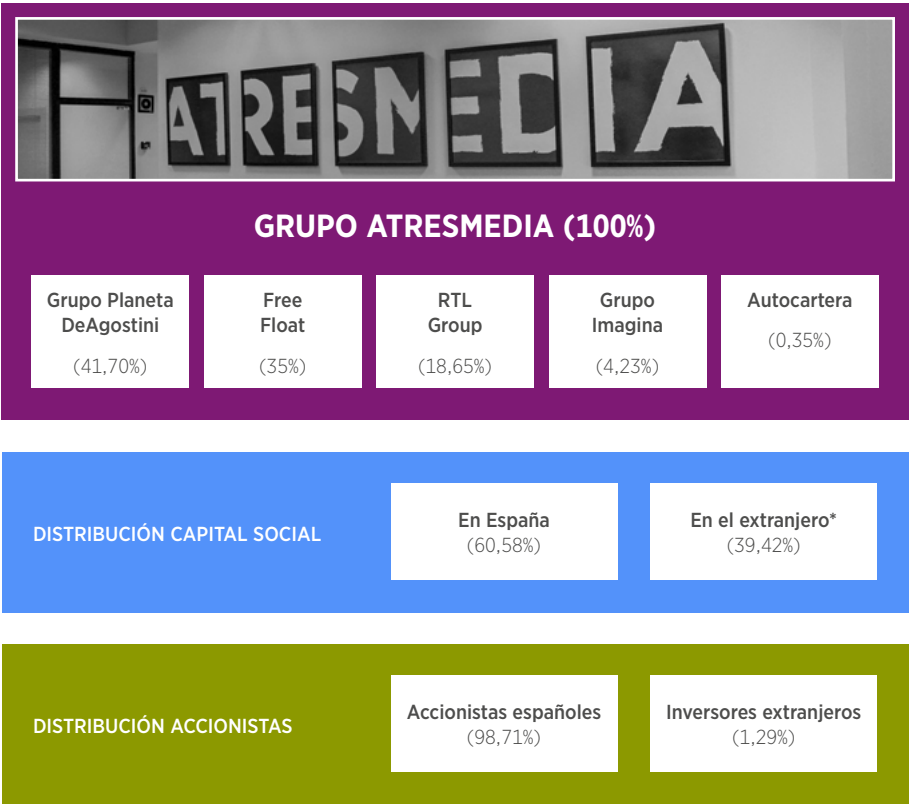 ATRESMEDIA
GRUPO ATRESMEDIA (100%)
Grupo Planeta
DeAgostini
(41,70%)
Free
Float
(35%)
RTL
Group
(18,65%)
Grupo
Imagina
(4,23%)
Autocartera
(0,35%)
DISTRIBUCIÓN CAPITAL SOCIAL
En España
(60,58%)
En el extranjero*
(39,42%)
DISTRIBUCIÓN ACCIONISTAS
Accionistas españoles
(98,71%)
Inversores extranjeros
(1,29%)